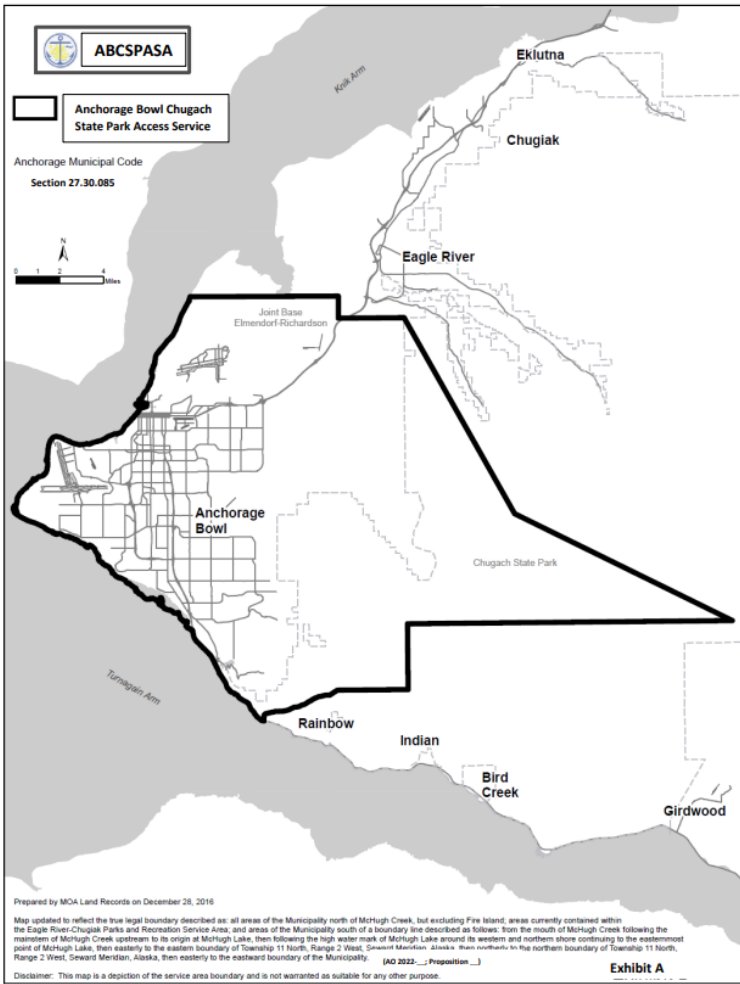 ABCSPASA
Anchorage Bowl Chugach
State Park Access Service
Anchorage Municipal Code
Section 27.30.085
N
0 1 2 4
Miles
Knik Arm
Eklutna
Chugiak
Eagle River
Joint Base
Elmendorf-Richardson
Anchorage
Bowl
Chugach State Park
Turnagain Arm
Rainbow
Indian
Bird
Creek
Girdwood
Prepared by MOA Land Records on December 28, 2016
Map updated to reflect the true legal boundary described as: all areas of the Municipality north of McHugh Creek, but excluding Fire Island; areas currently contained within
the Eagle River-Chugiak Parks and Recreation Service Area; and areas of the Municipality south of a boundary line described as follows: from the mouth of McHugh Creek following the
mainstem of McHugh Creek upstream to its origin at McHugh Lake, then following the high water mark of McHugh Lake around its western and northern shore continuing to the easternmost
point of McHugh Lake, then easterly to the eastern boundary of Township 11 North, Range 2 West, Seward Meridian, Alaska, then northerly to the northern boundary of Township 11 North,
Range 2 West, Seward Meridian, Alaska, then easterly to the eastward boundary of the Municipality.
(AO 2022-__; Proposition __)
Disclaimer: This map is a depiction of the service area boundary and is not warranted as suitable for any other purpose.
Exhibit A